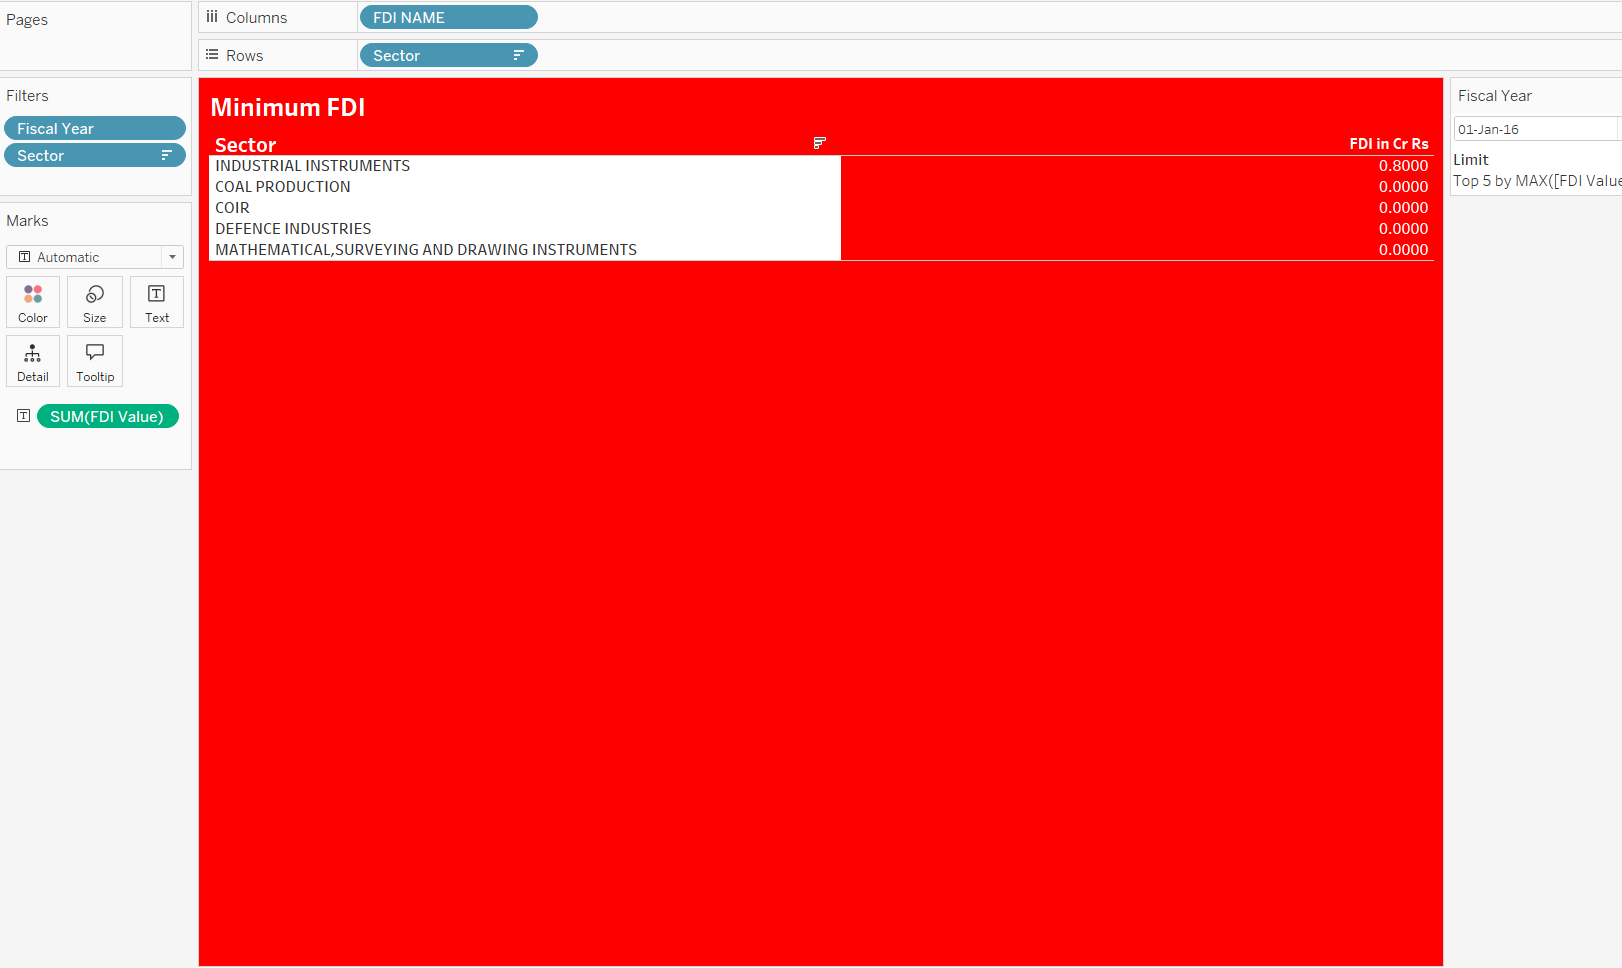 Pages
Columns
FDI NAME
Rows
Sector
Filters
Fiscal Year
Sector
Marks
Automatic
Color
Size
Text
Detail
Tooltip
SUM(FDI Value)
Minimum FDI
Sector
FDI in Cr Rs
INDUSTRIAL INSTRUMENTS 0.8000
COAL PRODUCTION 0.0000
COIR 0.0000
DEFENCE INDUSTRIES 0.0000
MATHEMATICAL,SURVEYING AND DRAWING INSTRUMENTS 0.0000
Fiscal Year
01-Jan-16
Limit
Top 5 by MAX([FDI Value